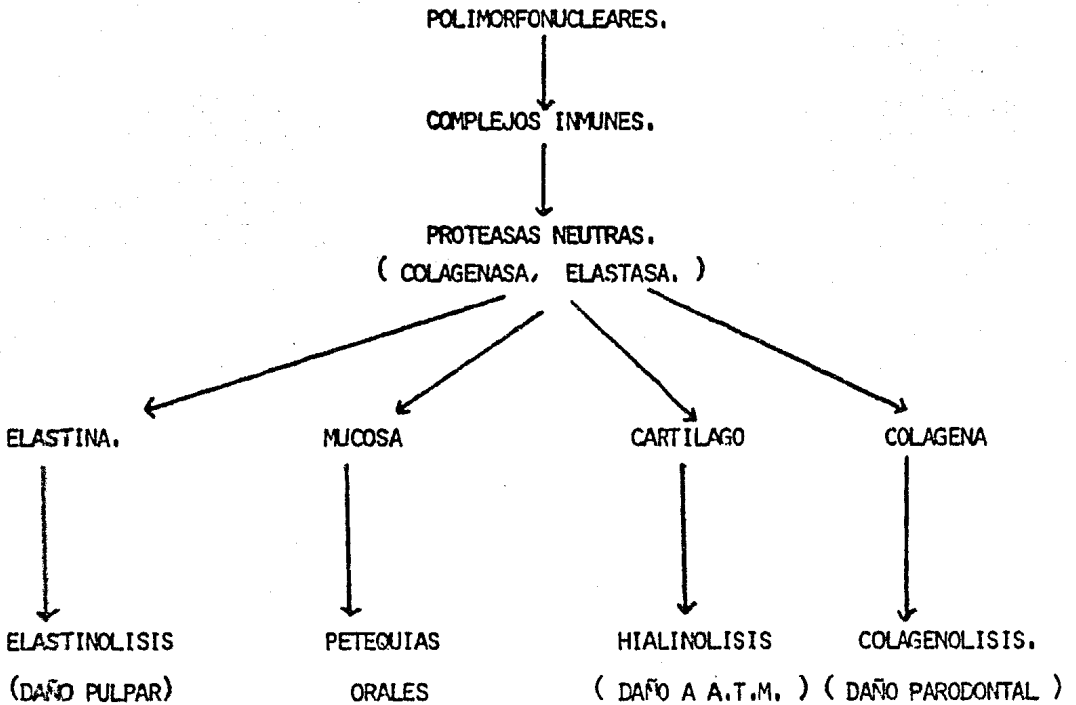 POLIMORFONUCLEARES.
COMPLEJOS INMUNES.
PROTEASAS NEUTRAS.
( COLAGENASA, ELASTASA. )
ELASTINA. MUCOSA CARTILAGO COLAGENA
ELASTINOLISIS PETEQUIAS HIALINOLISIS COLAGENOLISIS.
(DAÑO PULPAR) ORALES ( DAÑO A A.T.M. ) ( DAÑO PARODONTAL )